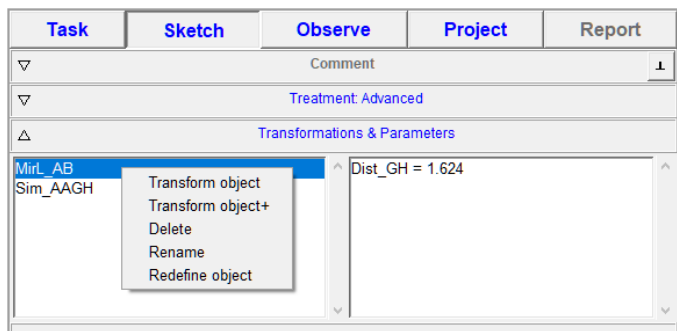 Task Sketch Observe Project Report
Comment
Treatment: Advanced
Transformations & Parameters
MirL_AB
Sim_AAGH
Transform object
Transform object+
Delete
Rename
Redefine object
Dist_GH = 1.624